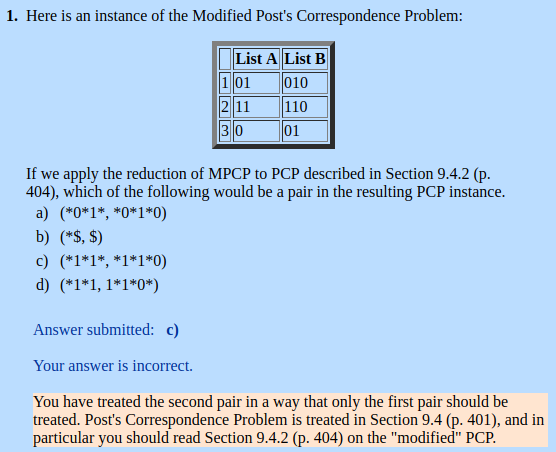 1. Here is an instance of the Modified Post's Correspondence Problem:
List A List B
1 01 010
2 11 110
3 0 01
If we apply the reduction of MPCP to PCP described in Section 9.4.2 (p.
404), which of the following would be a pair in the resulting PCP instance.
a) (*0*1*, *0*1*0)
b) (*$, $)
c) (*1*1*, *1*1*0)
d) (*1*1, 1*1*0*)
Answer submitted: c)
Your answer is incorrect.
You have treated the second pair in a way that only the first pair should be
treated. Post's Correspondence Problem is treated in Section 9.4 (p. 401), and in
particular you should read Section 9.4.2 (p. 404) on the "modified" PCP.